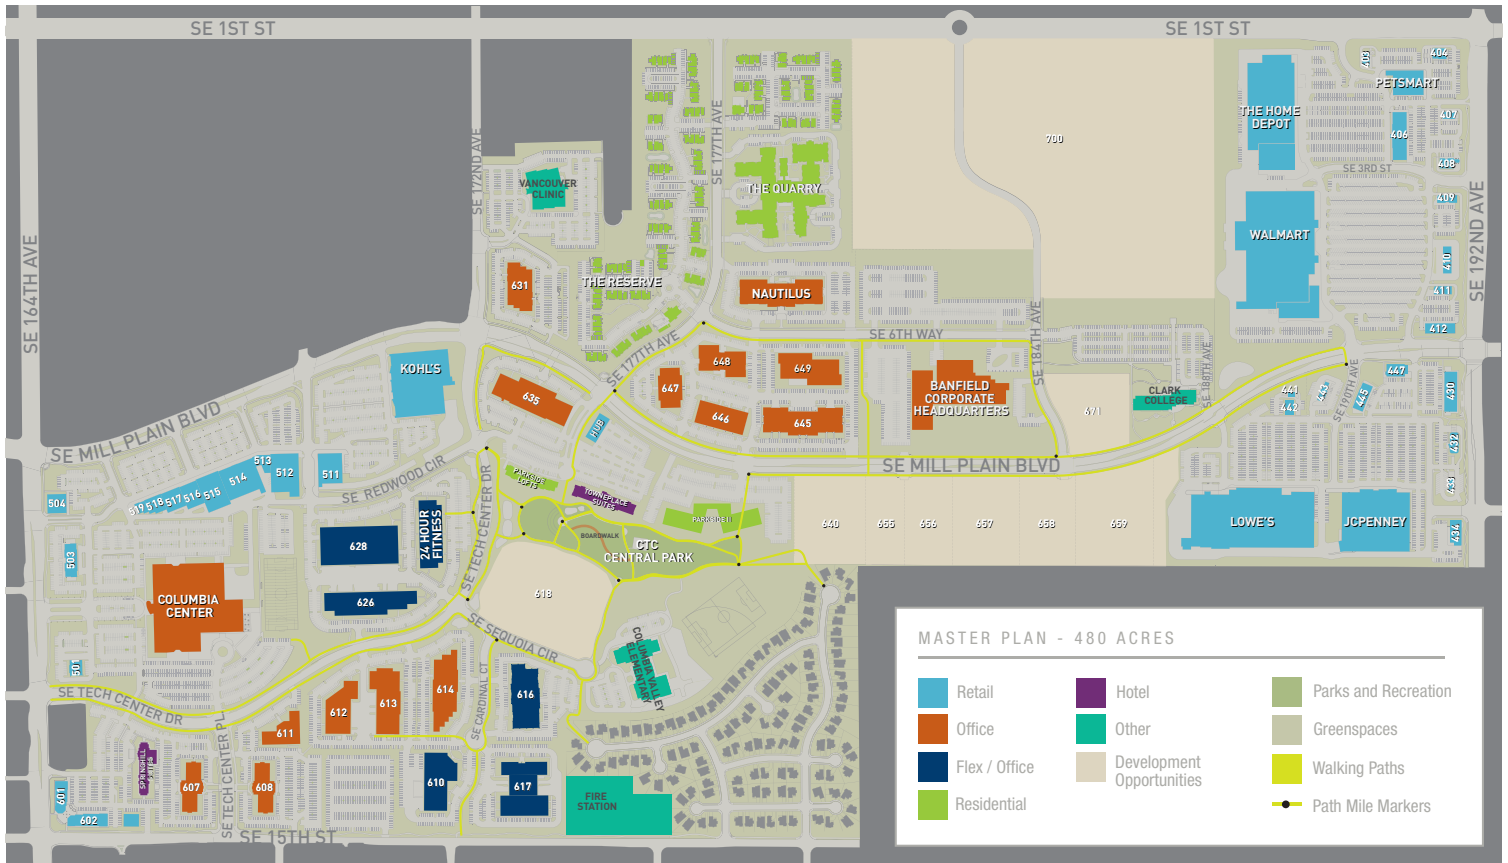 SE 1ST ST
SE 1ST ST
SE 164TH AVE
SE 172ND AVE
SE 177TH AVE
SE 192ND AVE
403
404
PETSMART
THE HOME
DEPOT
406
407
408
SE 3RD ST
700
VANCOUVER
CLINIC
THE QUARRY
409
WALMART
410
411
412
631
THE RESERVE
NAUTILUS
SE 6TH WAY
SE 184TH AVE
SE 188TH AVE
SE 190TH AVE
SE 177TH AVE
KOHL'S
635
HUB
647
648
649
646
645
BANFIELD
CORPORATE
HEADQUARTERS
671
CLARK
COLLEGE
441
442
443
445
447
430
432
433
434
SE MILL PLAIN BLVD
SE MILL PLAIN BLVD
SE REDWOOD CIR
504
519
518
517
516
515
514
513
512
511
PARKSIDE
LOFTS
TOWNEPLACE
SUITES
PARKSIDE II
BOARDWALK
CTC
CENTRAL PARK
640
655
656
657
658
659
LOWE'S
JCPENNEY
503
628
24 HOUR
FITNESS
SE TECH CENTER DR
COLUMBIA
CENTER
626
618
SE SEQUOIA CIR
COLUMBIA VALLEY
ELEMENTARY
501
SE TECH CENTER DR
612
613
614
616
611
SE CARDINAL CT
SE TECH CENTER PL
SPRINGHILL
SUITES
601
602
607
608
610
617
FIRE
STATION
SE 15TH ST
MASTER PLAN - 480 ACRES
Retail
Office
Flex / Office
Residential
Hotel
Other
Development
Opportunities
Parks and Recreation
Greenspaces
Walking Paths
Path Mile Markers